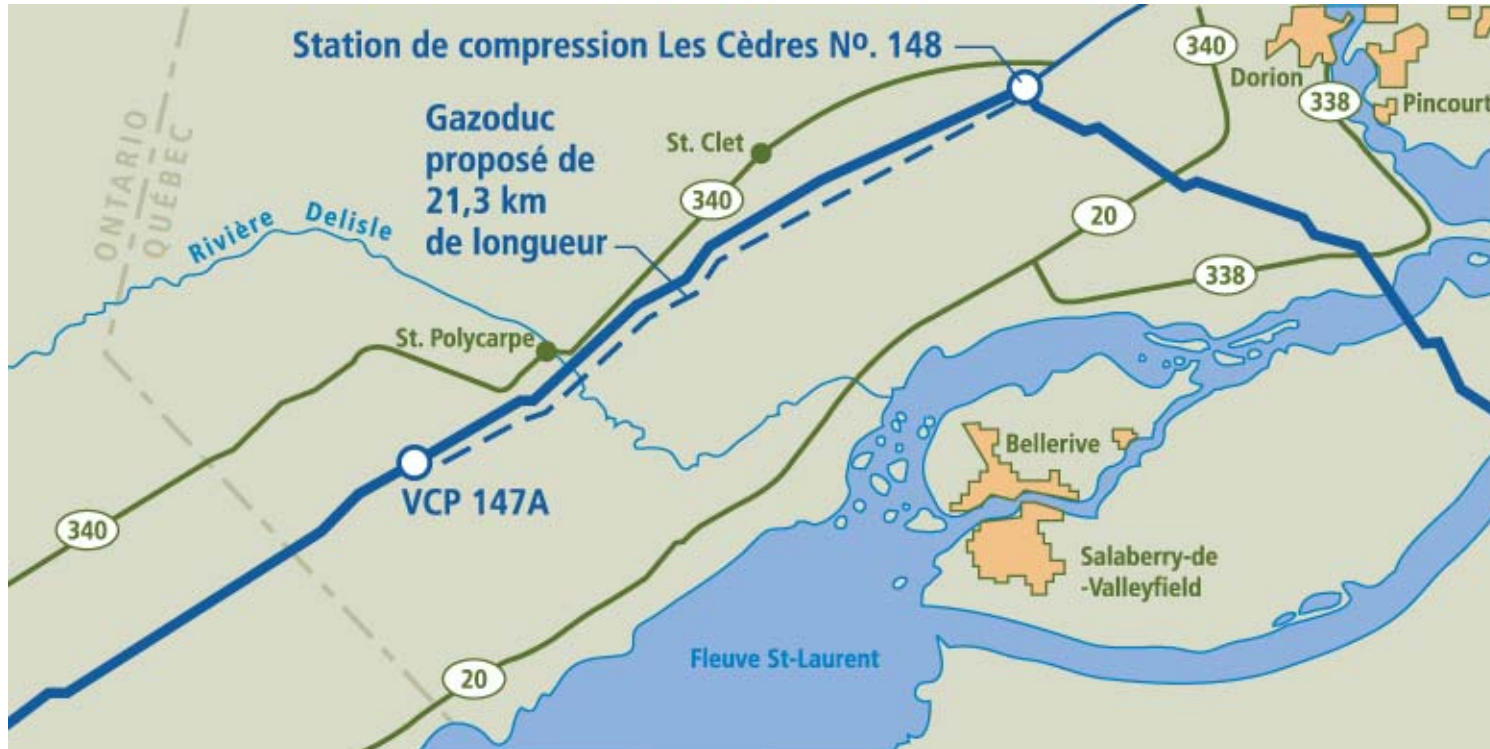 Station de compression Les Cèdres Nº. 148
340
Dorion
338
Pincourt
Gazoduc
proposé de
21,3 km
de longueur
St. Clet
340
ONTARIO
QUÉBEC
Rivière Delisle
20
338
St. Polycarpe
Bellerive
VCP 147A
340
Salaberry-de
-Valleyfield
Fleuve St-Laurent
20